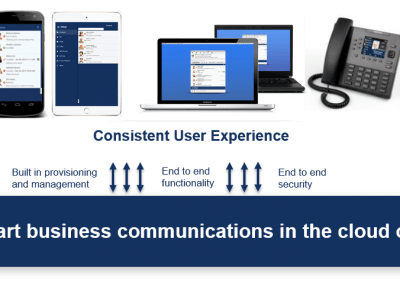 Consistent User Experience
Built in provisioning
and management
End to end
functionality
End to end
security
art business communications in the cloud